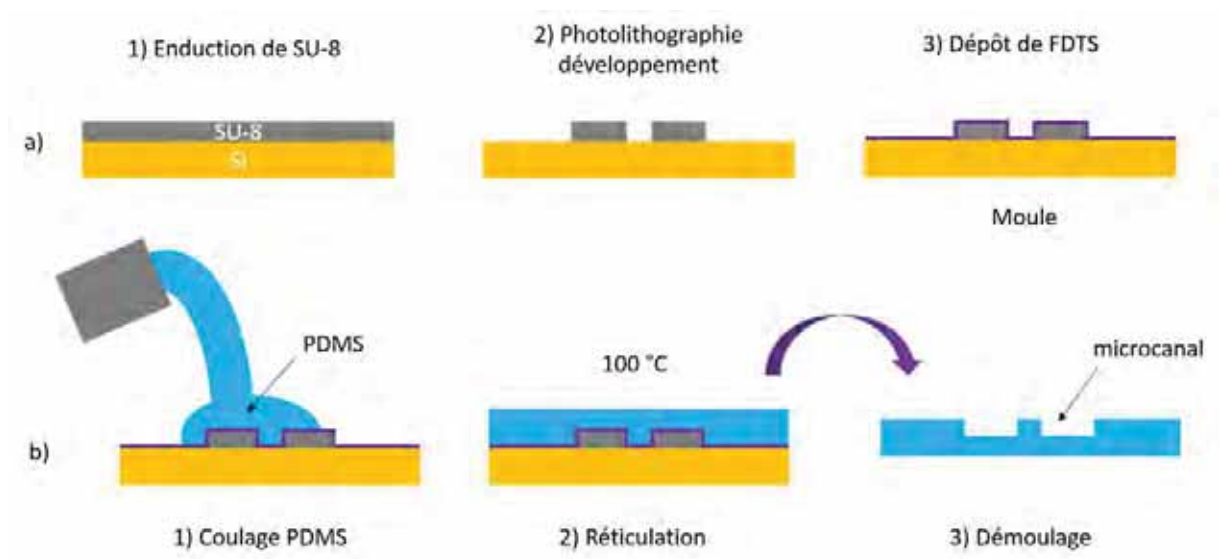 1) Enduction de SU-8
2) Photolithographie
développement
3) Dépôt de FDTS
a)
SU-8
Si
Moule
PDMS
100 °C
microcanal
b)
1) Coulage PDMS
2) Réticulation
3) Démoulage